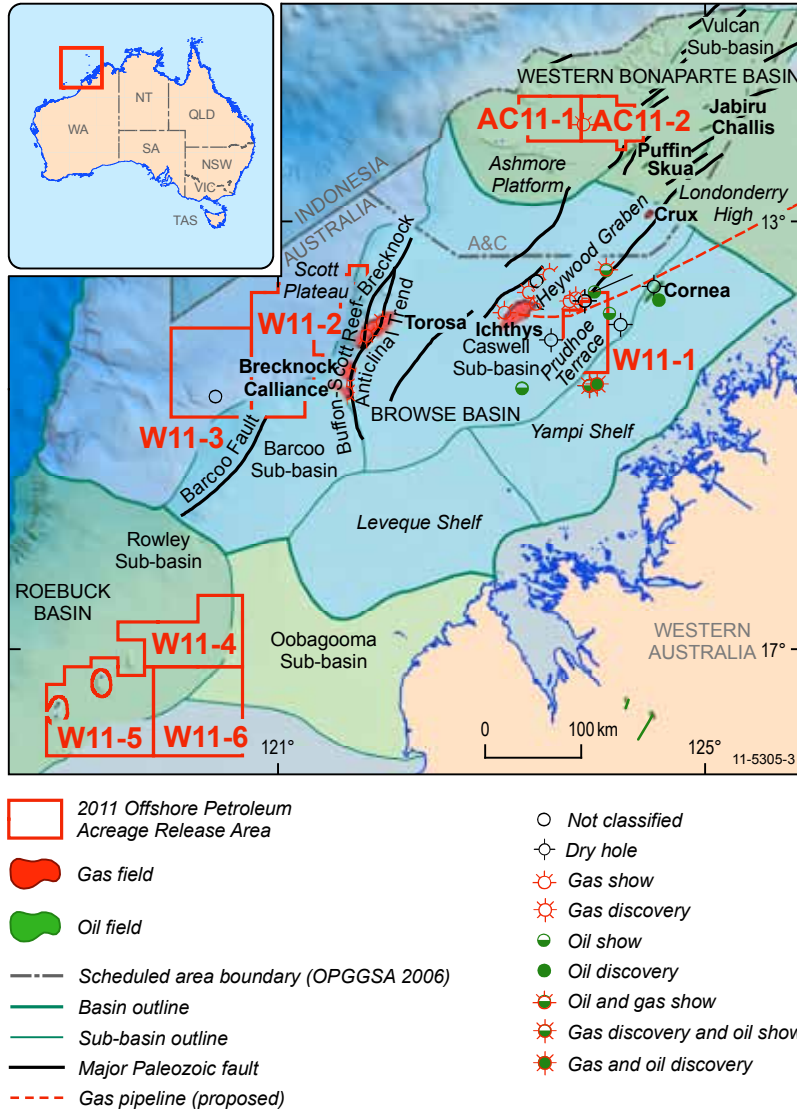 NT
WA
QLD
SA
NSW
VIC
TAS
Vulcan
Sub-basin
WESTERN BONAPARTE BASIN
AC11-1
AC11-2
Jabiru
Challis
Puffin
Skua
Ashmore
Platform
Londonderry
High
INDONESIA
AUSTRALIA
Crux
13°
A&C
Heywood Graben
Scott
Plateau
W11-2
Buffon Scott Reef-Brecknock
Anticlinal Trend
Torosa
Ichthys
Cornea
Caswell
Sub-basin
Prudhoe
Terrace
W11-1
Brecknock
Calliance
BROWSE BASIN
W11-3
Barcoo Fault
Barcoo
Sub-basin
Yampi Shelf
Leveque Shelf
Rowley
Sub-basin
ROEBUCK
BASIN
W11-4
Oobagooma
Sub-basin
WESTERN
AUSTRALIA
17°
W11-5
W11-6
0
100 km
121°
125°
11-5305-3
2011 Offshore Petroleum
Acreage Release Area
Gas field
Oil field
Scheduled area boundary (OPGGSA 2006)
Basin outline
Sub-basin outline
Major Paleozoic fault
Gas pipeline (proposed)
Not classified
Dry hole
Gas show
Gas discovery
Oil show
Oil discovery
Oil and gas show
Gas discovery and oil show
Gas and oil discovery